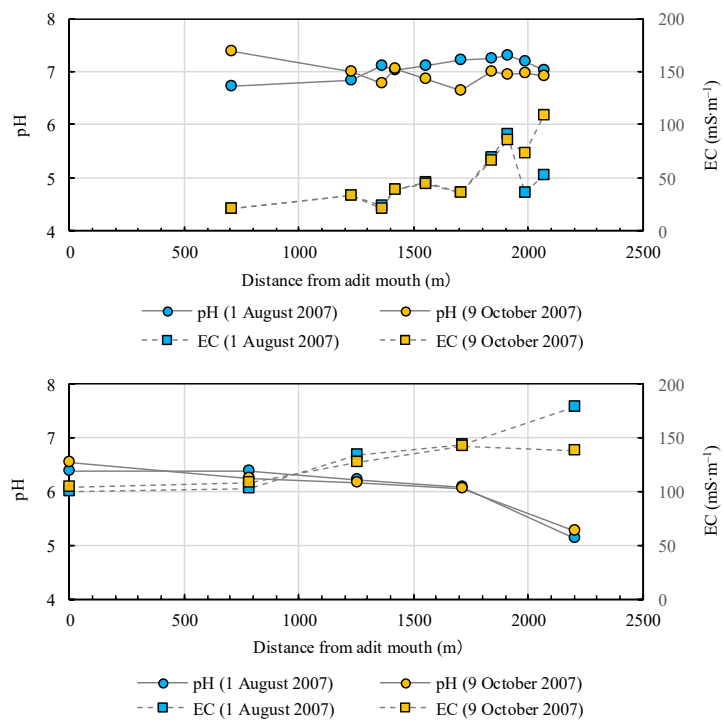 8 200
7 150
6 100
5 50
4 0
pH
EC (mS·m⁻¹)
0 500 1000 1500 2000 2500
Distance from adit mouth (m)
pH (1 August 2007) pH (9 October 2007)
EC (1 August 2007) EC (9 October 2007)
8 200
7 150
6 100
5 50
4 0
pH
EC (mS·m⁻¹)
0 500 1000 1500 2000 2500
Distance from adit mouth (m)
pH (1 August 2007) pH (9 October 2007)
EC (1 August 2007) EC (9 October 2007)